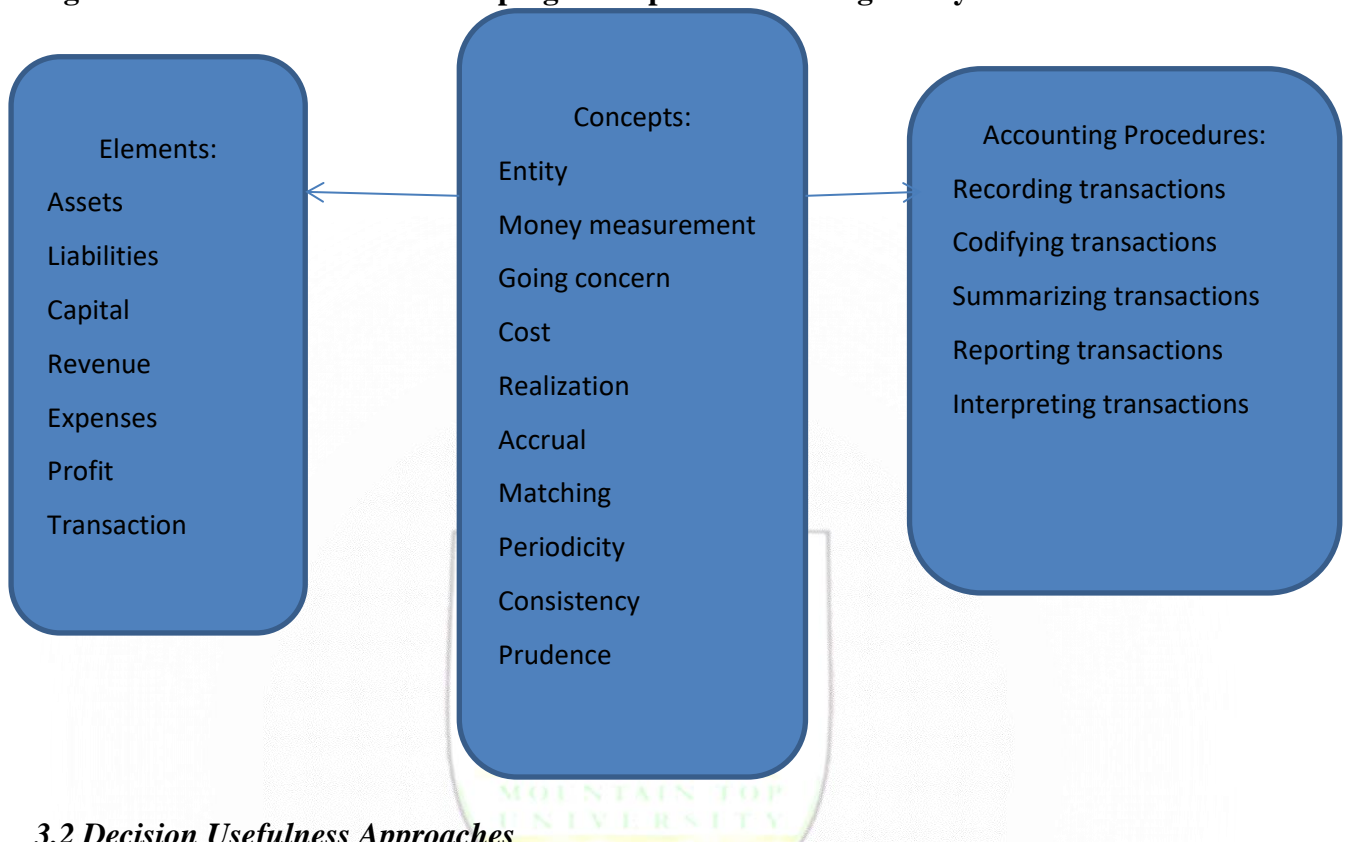 Elements:
Assets
Liabilities
Capital
Revenue
Expenses
Profit
Transaction
Concepts:
Entity
Money measurement
Going concern
Cost
Realization
Accrual
Matching
Periodicity
Consistency
Prudence
Accounting Procedures:
Recording transactions
Codifying transactions
Summarizing transactions
Reporting transactions
Interpreting transactions
MOUNTAIN TOP
UNIVERSITY
3.2 Decision Usefulness Approaches